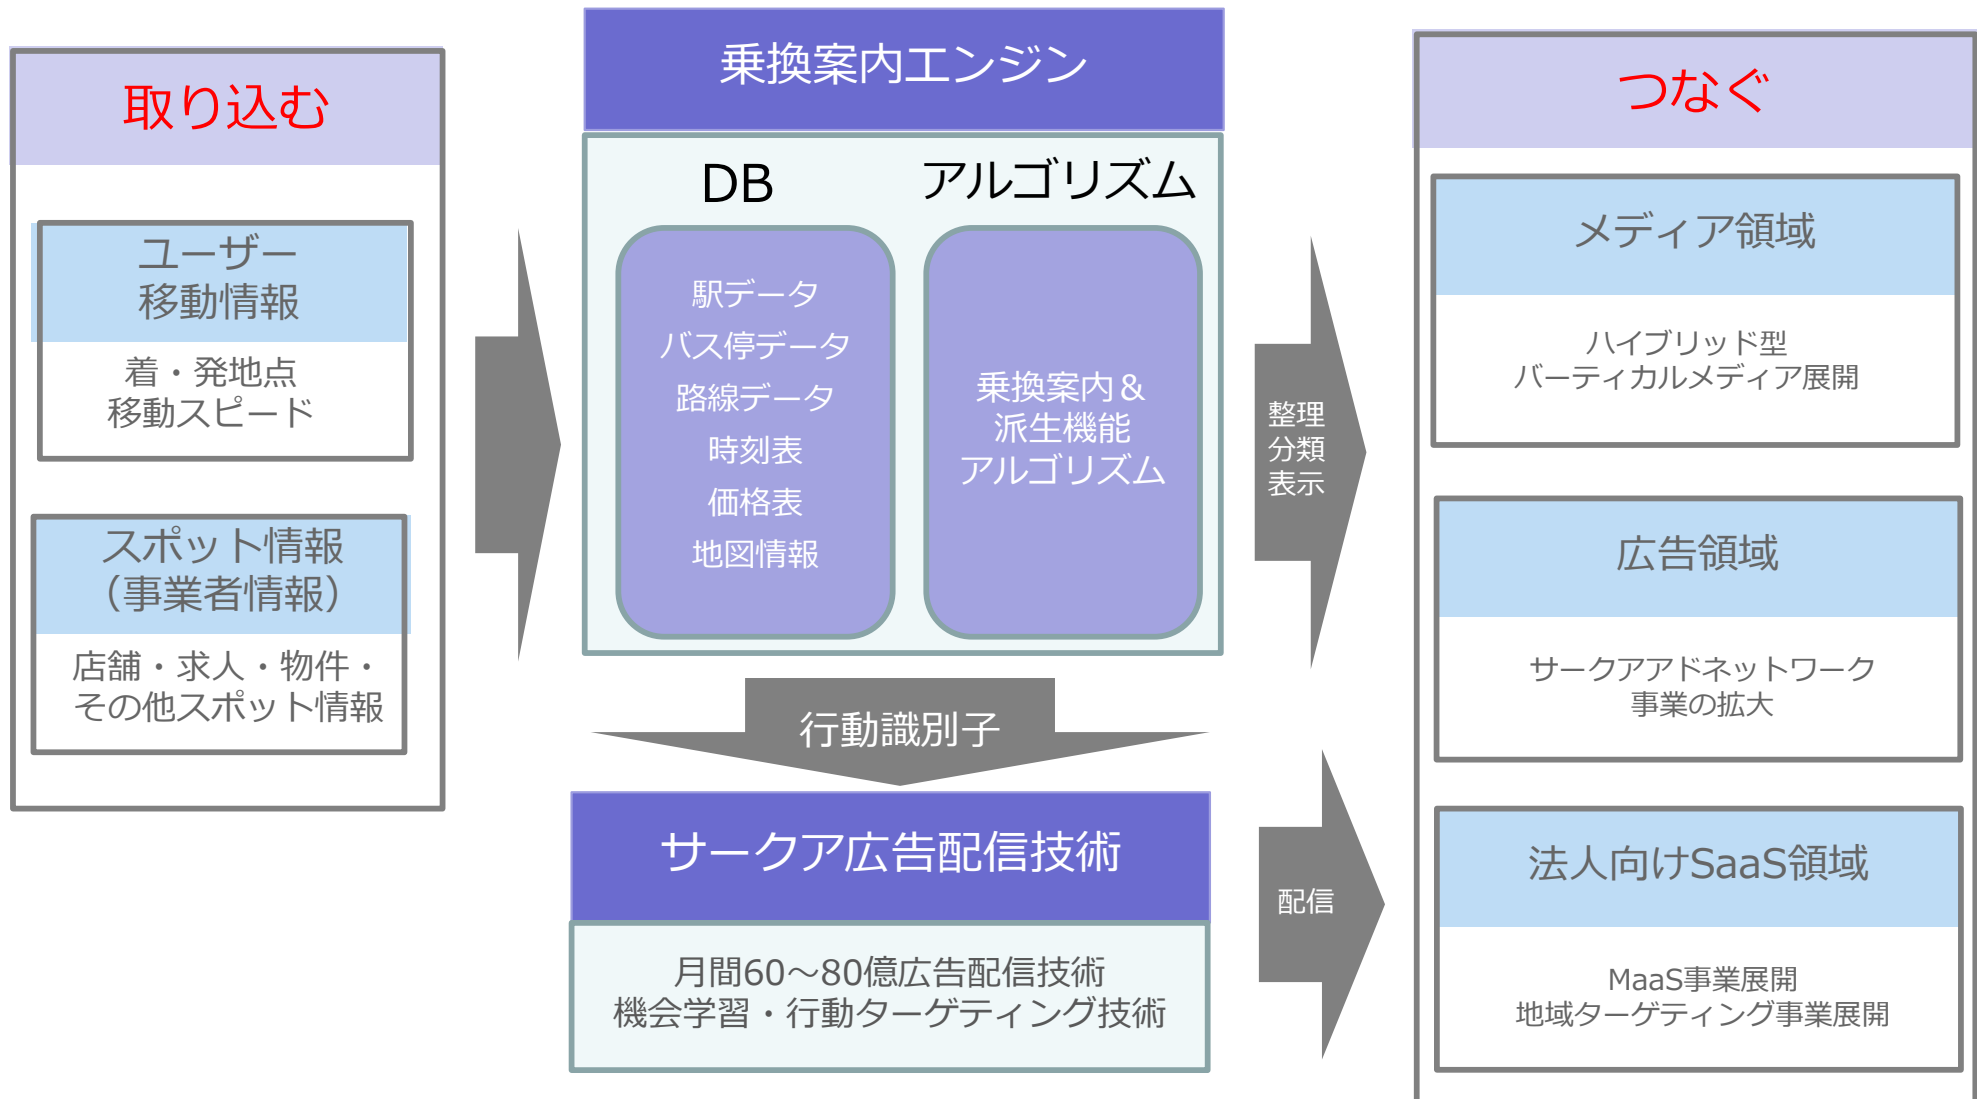 取り込む
ユーザー
移動情報
着・発地点
移動スピード
スポット情報
（事業者情報）
店舗・求人・物件・
その他スポット情報
乗換案内エンジン
DB
アルゴリズム
駅データ
バス停データ
路線データ
時刻表
価格表
地図情報
乗換案内＆
派生機能
アルゴリズム
行動識別子
サークア広告配信技術
月間60～80億広告配信技術
機会学習・行動ターゲティング技術
整理
分類
表示
配信
つなぐ
メディア領域
ハイブリッド型
バーティカルメディア展開
広告領域
サークアアドネットワーク
事業の拡大
法人向けSaaS領域
MaaS事業展開
地域ターゲティング事業展開